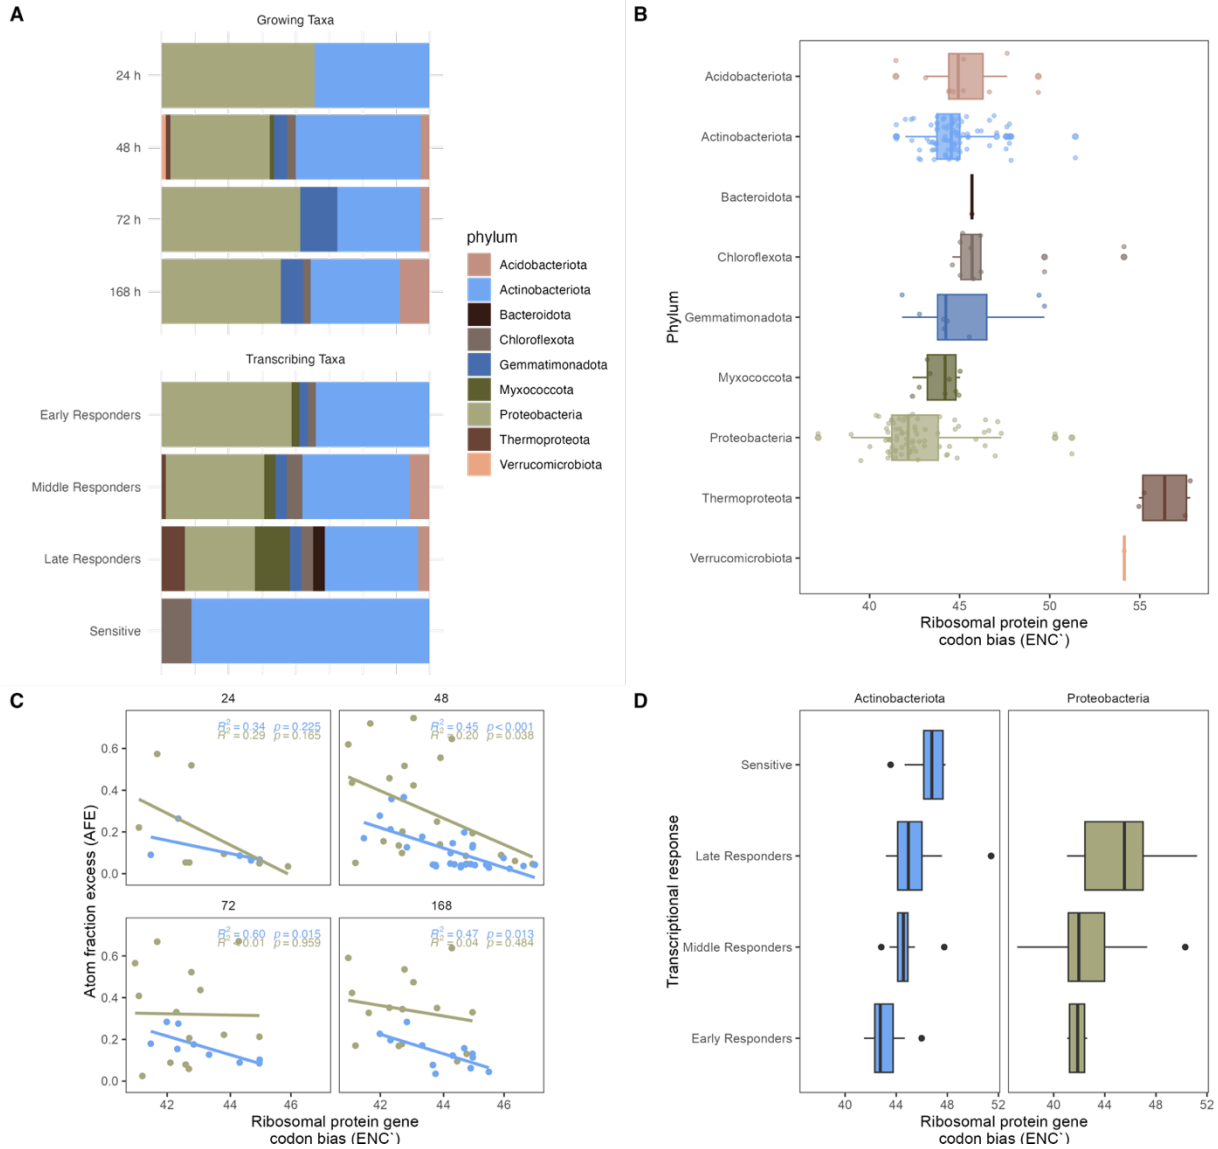 A
Growing Taxa
24 h
48 h
72 h
168 h
Transcribing Taxa
Early Responders
Middle Responders
Late Responders
Sensitive
phylum
Acidobacteriota
Actinobacteriota
Bacteroidota
Chloroflexota
Gemmatimonadota
Myxococcota
Proteobacteria
Thermoproteota
Verrucomicrobiota
B
Phylum
Acidobacteriota
Actinobacteriota
Bacteroidota
Chloroflexota
Gemmatimonadota
Myxococcota
Proteobacteria
Thermoproteota
Verrucomicrobiota
40 45 50 55
Ribosomal protein gene
codon bias (ENC`)
C
Atom fraction excess (AFE)
24
R² = 0.34 p = 0.225
R² = 0.29 p = 0.165
48
R² = 0.45 p < 0.001
R² = 0.20 p = 0.038
0.6
0.4
0.2
0.0
72
R² = 0.60 p = 0.015
R² = 0.01 p = 0.959
168
R² = 0.47 p = 0.013
R² = 0.04 p = 0.484
0.6
0.4
0.2
0.0
42 44 46 42 44 46
Ribosomal protein gene
codon bias (ENC`)
D
Actinobacteriota Proteobacteria
Transcriptional response
Sensitive
Late Responders
Middle Responders
Early Responders
40 44 48 52 40 44 48 52
Ribosomal protein gene
codon bias (ENC`)